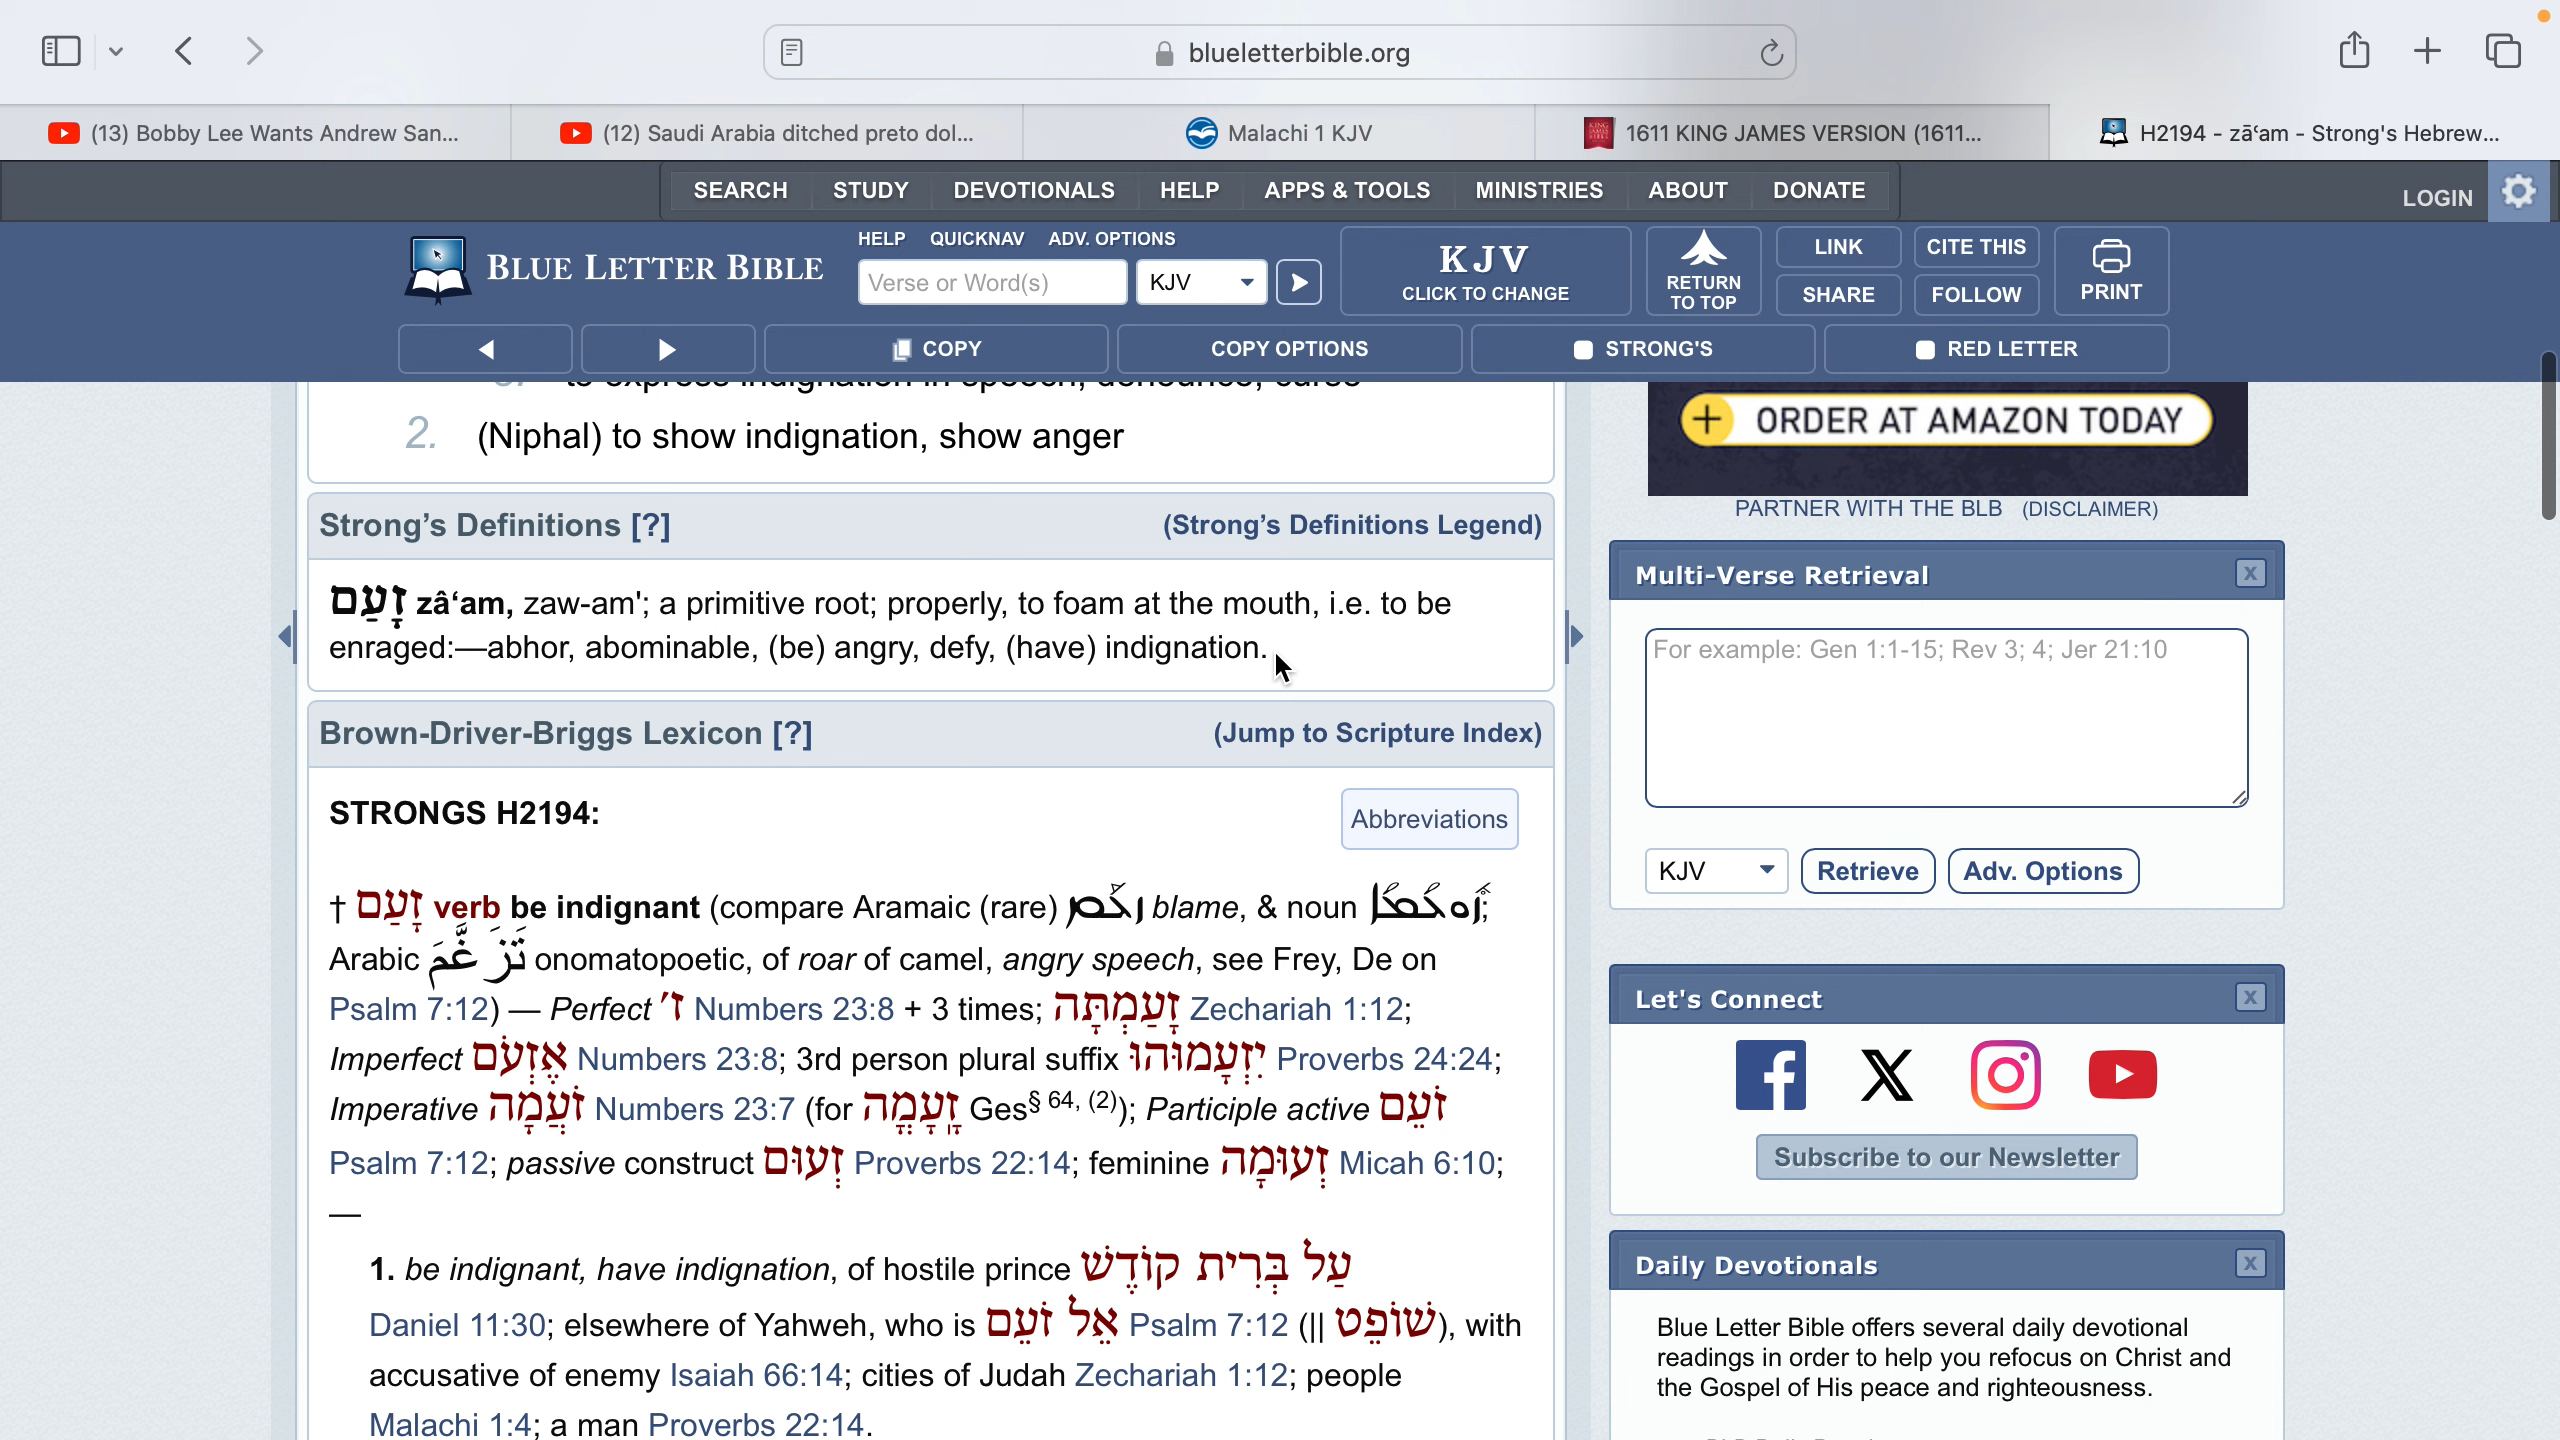 blueletterbible.org
(13) Bobby Lee Wants Andrew San...
(12) Saudi Arabia ditched preto dol...
Malachi 1 KJV
1611 KING JAMES VERSION (1611...
H2194 - zāʿam - Strong's Hebrew...
SEARCH STUDY DEVOTIONALS HELP APPS & TOOLS MINISTRIES ABOUT DONATE
LOGIN
BLUE LETTER BIBLE
HELP QUICKNAV ADV. OPTIONS
Verse or Word(s) KJV
KJV
CLICK TO CHANGE
RETURN
TO TOP
LINK CITE THIS
SHARE FOLLOW
PRINT
COPY COPY OPTIONS STRONG'S RED LETTER
to express indignation in speech, denounce, curse
2. (Niphal) to show indignation, show anger
Strong’s Definitions [?] (Strong’s Definitions Legend)
זָעַם zâʻam, zaw-am'; a primitive root; properly, to foam at the mouth, i.e. to be
enraged:—abhor, abominable, (be) angry, defy, (have) indignation.
Brown-Driver-Briggs Lexicon [?] (Jump to Scripture Index)
STRONGS H2194:
Abbreviations
† זָעַם verb be indignant (compare Aramaic (rare) blame, & noun
Arabic onomatopoetic, of roar of camel, angry speech, see Frey, De on
Psalm 7:12) — Perfect ז׳ Numbers 23:8 + 3 times; זָעַמְתָּה Zechariah 1:12;
Imperfect אֶזְעֹם Numbers 23:8; 3rd person plural suffix יִזְעָמוּהוּ Proverbs 24:24;
Imperative זֹעֲמָה Numbers 23:7 (for Ges§ 64, (2)); Participle active זֹעֵם
Psalm 7:12; passive construct זְעוּם Proverbs 22:14; feminine זְעוּמָה Micah 6:10;
—
1. be indignant, have indignation, of hostile prince עַל בְּרִית קוֺדֶשׁ
Daniel 11:30; elsewhere of Yahweh, who is אֵל זֹעֵם Psalm 7:12 (|| שׁוֺפֵט), with
accusative of enemy Isaiah 66:14; cities of Judah Zechariah 1:12; people
Malachi 1:4; a man Proverbs 22:14.
+ ORDER AT AMAZON TODAY
PARTNER WITH THE BLB (DISCLAIMER)
Multi-Verse Retrieval x
For example: Gen 1:1-15; Rev 3; 4; Jer 21:10
KJV Retrieve Adv. Options
Let's Connect x
Subscribe to our Newsletter
Daily Devotionals x
Blue Letter Bible offers several daily devotional
readings in order to help you refocus on Christ and
the Gospel of His peace and righteousness.